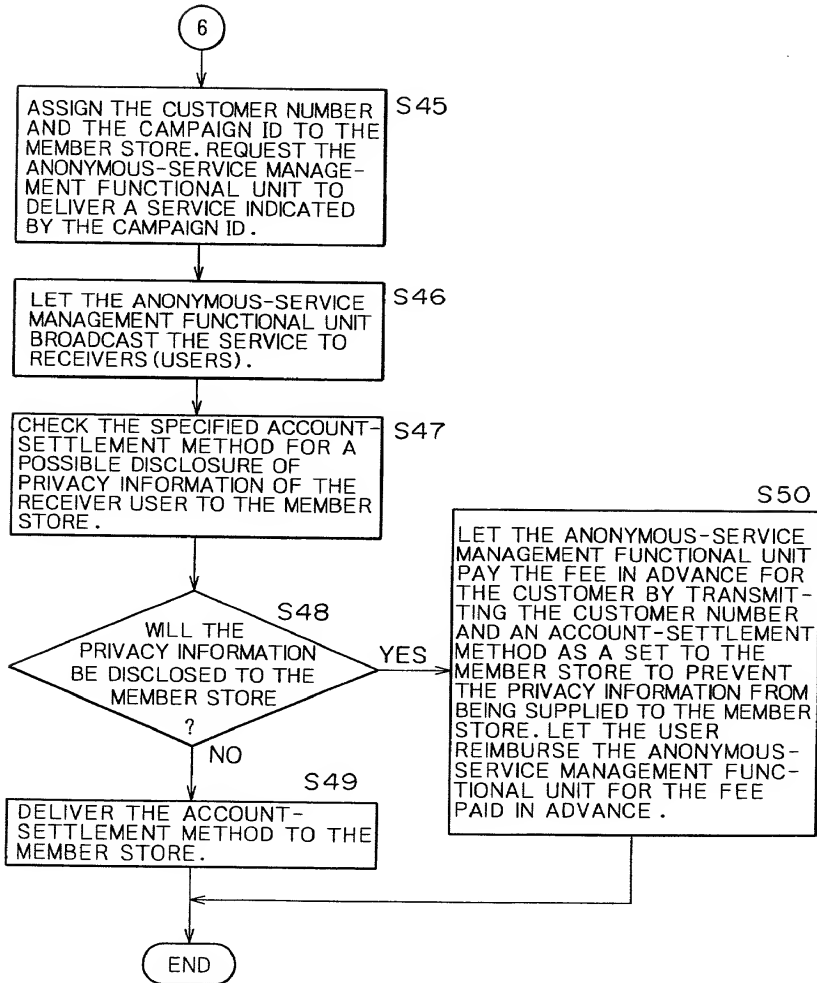 6
S45
ASSIGN THE CUSTOMER NUMBER
AND THE CAMPAIGN ID TO THE
MEMBER STORE. REQUEST THE
ANONYMOUS-SERVICE MANAGE-
MENT FUNCTIONAL UNIT TO
DELIVER A SERVICE INDICATED
BY THE CAMPAIGN ID.
S46
LET THE ANONYMOUS-SERVICE
MANAGEMENT FUNCTIONAL UNIT
BROADCAST THE SERVICE TO
RECEIVERS (USERS).
S47
CHECK THE SPECIFIED ACCOUNT-
SETTLEMENT METHOD FOR A
POSSIBLE DISCLOSURE OF
PRIVACY INFORMATION OF THE
RECEIVER USER TO THE MEMBER
STORE.
S48
WILL THE
PRIVACY INFORMATION
BE DISCLOSED TO THE
MEMBER STORE
?
YES
NO
S50
LET THE ANONYMOUS-SERVICE
MANAGEMENT FUNCTIONAL UNIT
PAY THE FEE IN ADVANCE FOR
THE CUSTOMER BY TRANSMIT-
TING THE CUSTOMER NUMBER
AND AN ACCOUNT-SETTLEMENT
METHOD AS A SET TO THE
MEMBER STORE TO PREVENT
THE PRIVACY INFORMATION FROM
BEING SUPPLIED TO THE MEMBER
STORE. LET THE USER
REIMBURSE THE ANONYMOUS-
SERVICE MANAGEMENT FUNC-
TIONAL UNIT FOR THE FEE
PAID IN ADVANCE.
S49
DELIVER THE ACCOUNT-
SETTLEMENT METHOD TO THE
MEMBER STORE.
END